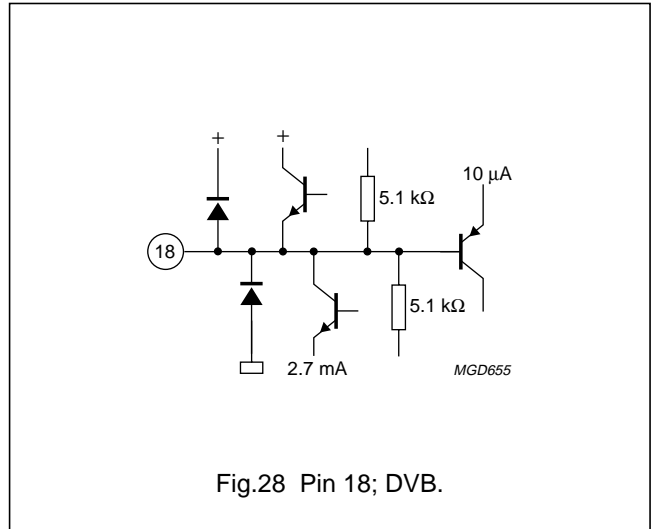 + +
10 µA
5.1 kΩ
18
5.1 kΩ
2.7 mA
MGD655
Fig.28 Pin 18; DVB.